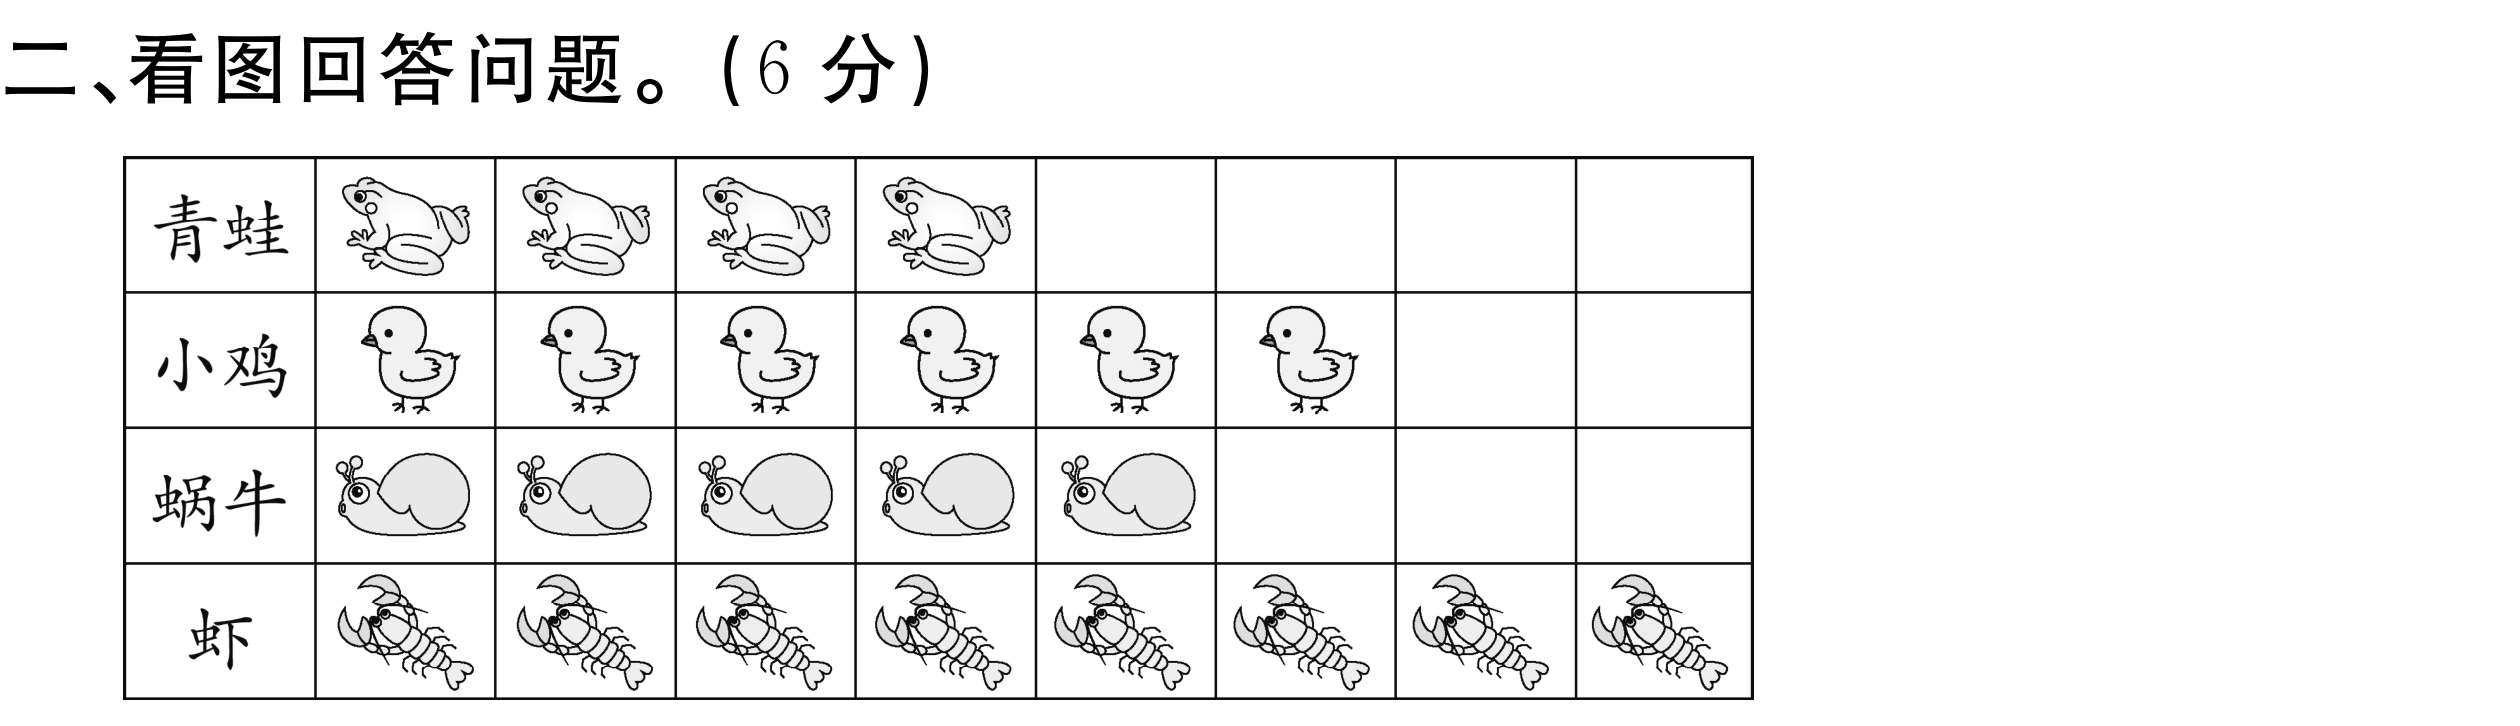 二、看图回答问题。(6分)
青蛙
小鸡
蜗牛
虾